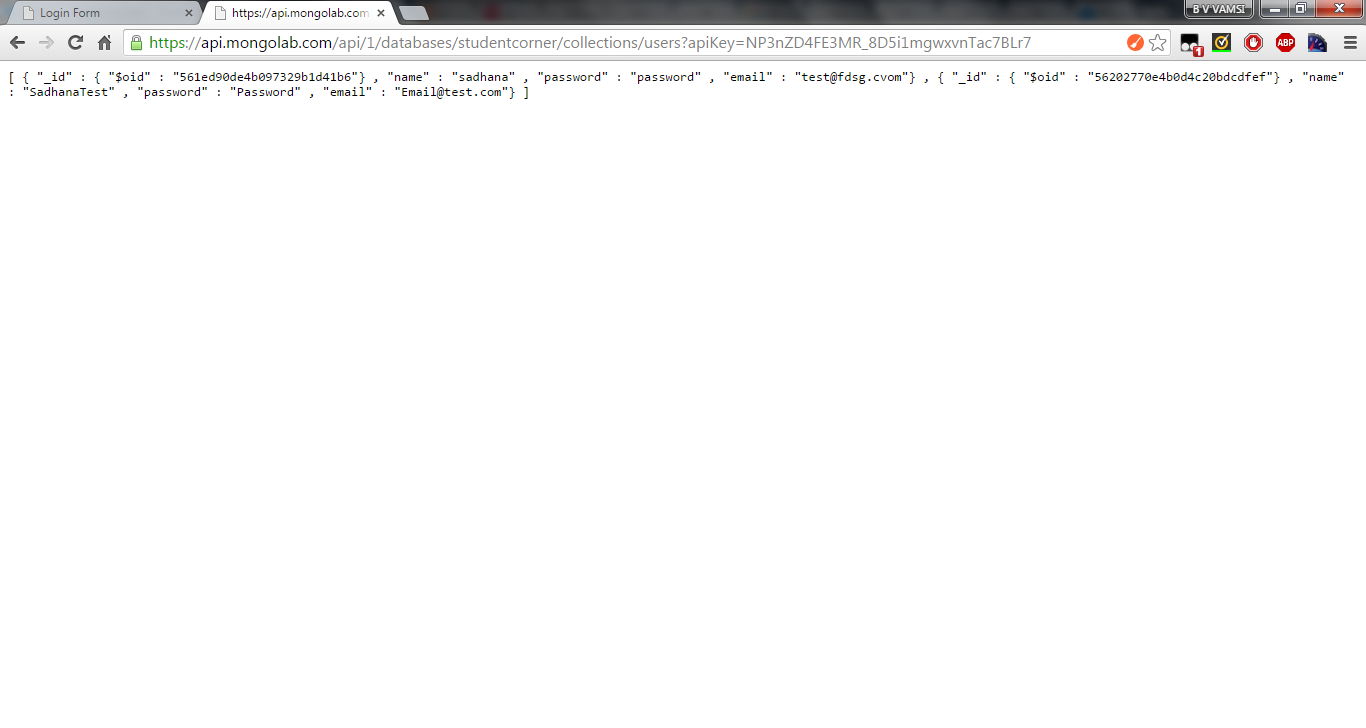 Login Form
https://api.mongolab.com
B V VAMSI
https://api.mongolab.com/api/1/databases/studentcorner/collections/users?apiKey=NP3nZD4FE3MR_8D5i1mgwxvnTac7BLr7
1
ABP
[ { "_id" : { "$oid" : "561ed90de4b097329b1d41b6"} , "name" : "sadhana" , "password" : "password" , "email" : "test@fdsg.cvom"} , { "_id" : { "$oid" : "56202770e4b0d4c20bdcdfef"} , "name"
: "SadhanaTest" , "password" : "Password" , "email" : "Email@test.com"} ]